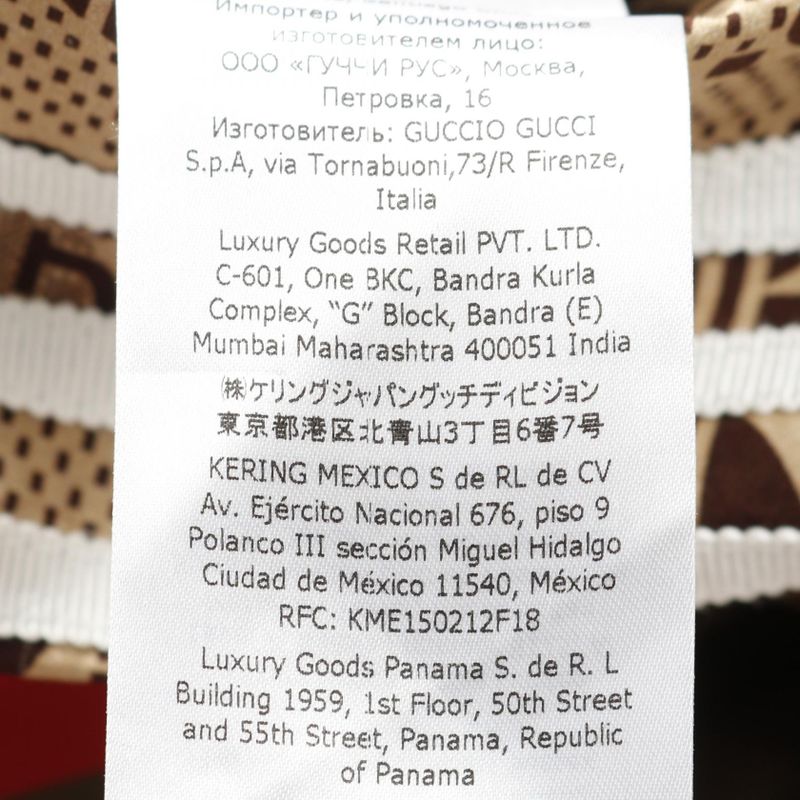 Импортер и уполномоченное
изготовителем лицо:
ООО «ГУЧЧИ РУС», Москва,
Петровка, 16
Изготовитель: GUCCIO GUCCI
S.p.A, via Tornabuoni,73/R Firenze,
Italia
Luxury Goods Retail PVT. LTD.
C-601, One BKC, Bandra Kurla
Complex, “G” Block, Bandra (E)
Mumbai Maharashtra 400051 India
㈱ケリングジャパングッチディビジョン
東京都港区北青山3丁目6番7号
KERING MEXICO S de RL de CV
Av. Ejército Nacional 676, piso 9
Polanco III sección Miguel Hidalgo
Ciudad de México 11540, México
RFC: KME150212F18
Luxury Goods Panama S. de R. L
Building 1959, 1st Floor, 50th Street
and 55th Street, Panama, Republic
of Panama